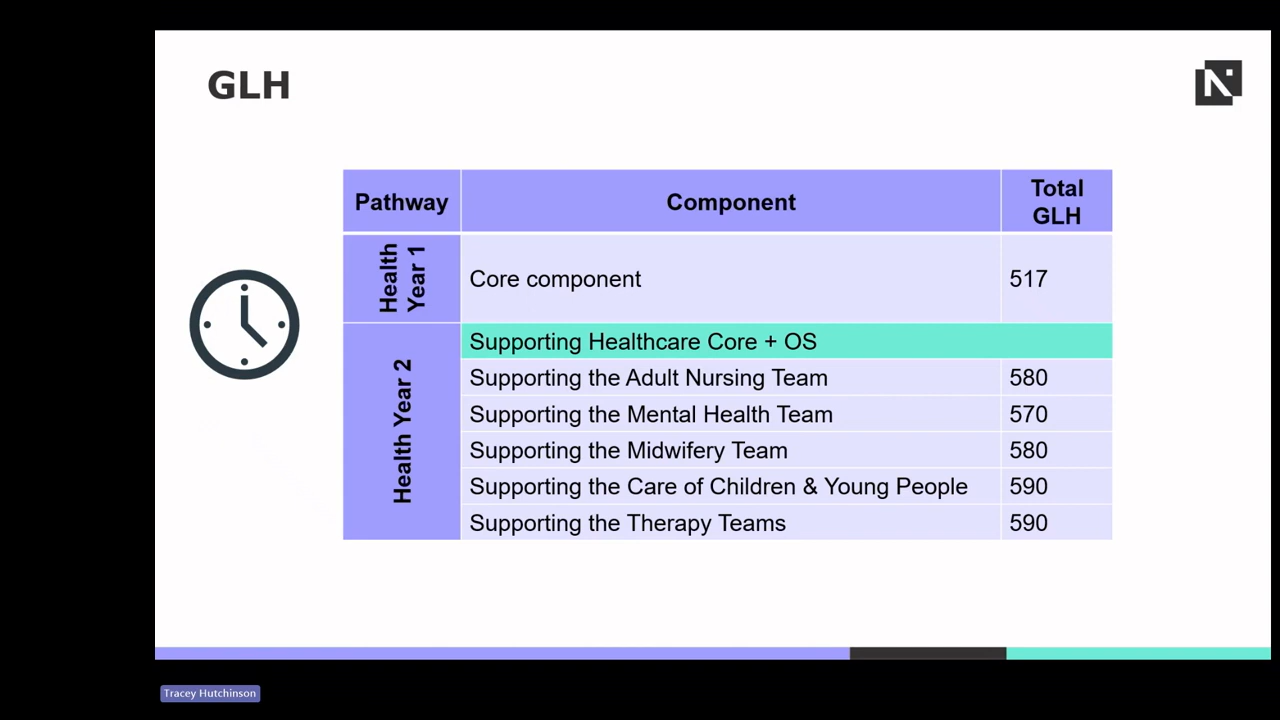 GLH
Pathway
Component
Total
GLH
Health
Year 1
Core component
517
Health Year 2
Supporting Healthcare Core + OS
Supporting the Adult Nursing Team
580
Supporting the Mental Health Team
570
Supporting the Midwifery Team
580
Supporting the Care of Children & Young People
590
Supporting the Therapy Teams
590
Tracey Hutchinson